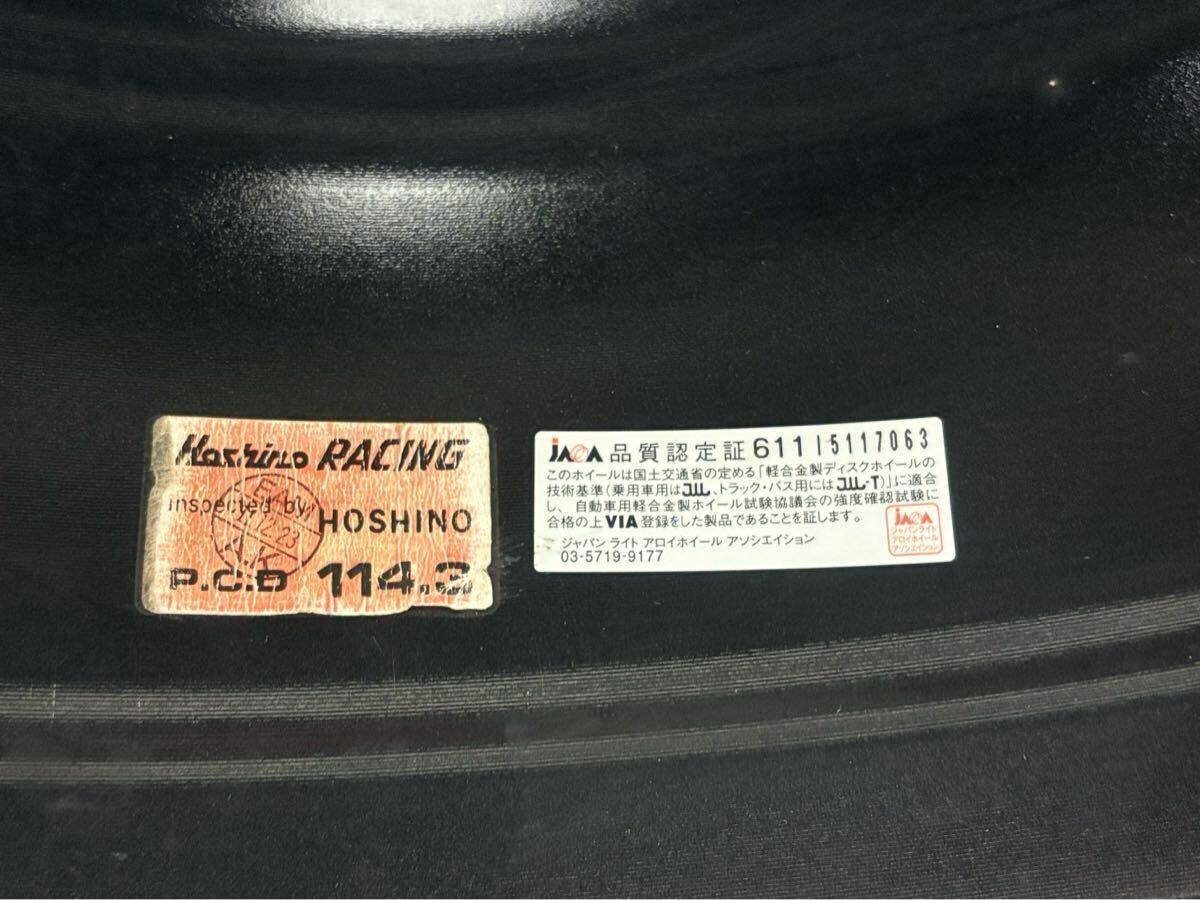 Hoshino RACING
inspected by HOSHINO
P.C.D 114.3
JAWA 品質認定証 611 15117063
このホイールは国土交通省の定める「軽合金製ディスクホイールの
技術基準(乗用車用はJWL、トラック・バス用にはJWL・T)」に適合
し、自動車用軽合金製ホイール試験協議会の強度確認試験に
合格の上VIA登録をした製品であることを証します。
ジャパン ライト アロイホイール アソシエイション
03-5719-9177
JAWA
ジャパンライト
アロイホイール
アソシエイション